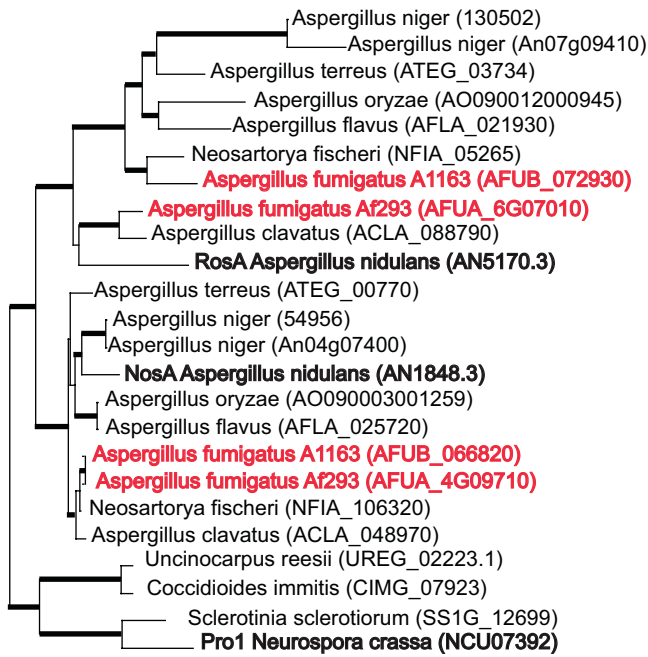 Aspergillus niger (130502)
Aspergillus niger (An07g09410)
Aspergillus terreus (ATEG_03734)
Aspergillus oryzae (AO090012000945)
Aspergillus flavus (AFLA_021930)
Neosartorya fischeri (NFIA_05265)
Aspergillus fumigatus A1163 (AFUB_072930)
Aspergillus fumigatus Af293 (AFUA_6G07010)
Aspergillus clavatus (ACLA_088790)
RosA Aspergillus nidulans (AN5170.3)
Aspergillus terreus (ATEG_00770)
Aspergillus niger (54956)
Aspergillus niger (An04g07400)
NosA Aspergillus nidulans (AN1848.3)
Aspergillus oryzae (AO090003001259)
Aspergillus flavus (AFLA_025720)
Aspergillus fumigatus A1163 (AFUB_066820)
Aspergillus fumigatus Af293 (AFUA_4G09710)
Neosartorya fischeri (NFIA_106320)
Aspergillus clavatus (ACLA_048970)
Uncinocarpus reesii (UREG_02223.1)
Coccidioides immitis (CIMG_07923)
Sclerotinia sclerotiorum (SS1G_12699)
Pro1 Neurospora crassa (NCU07392)